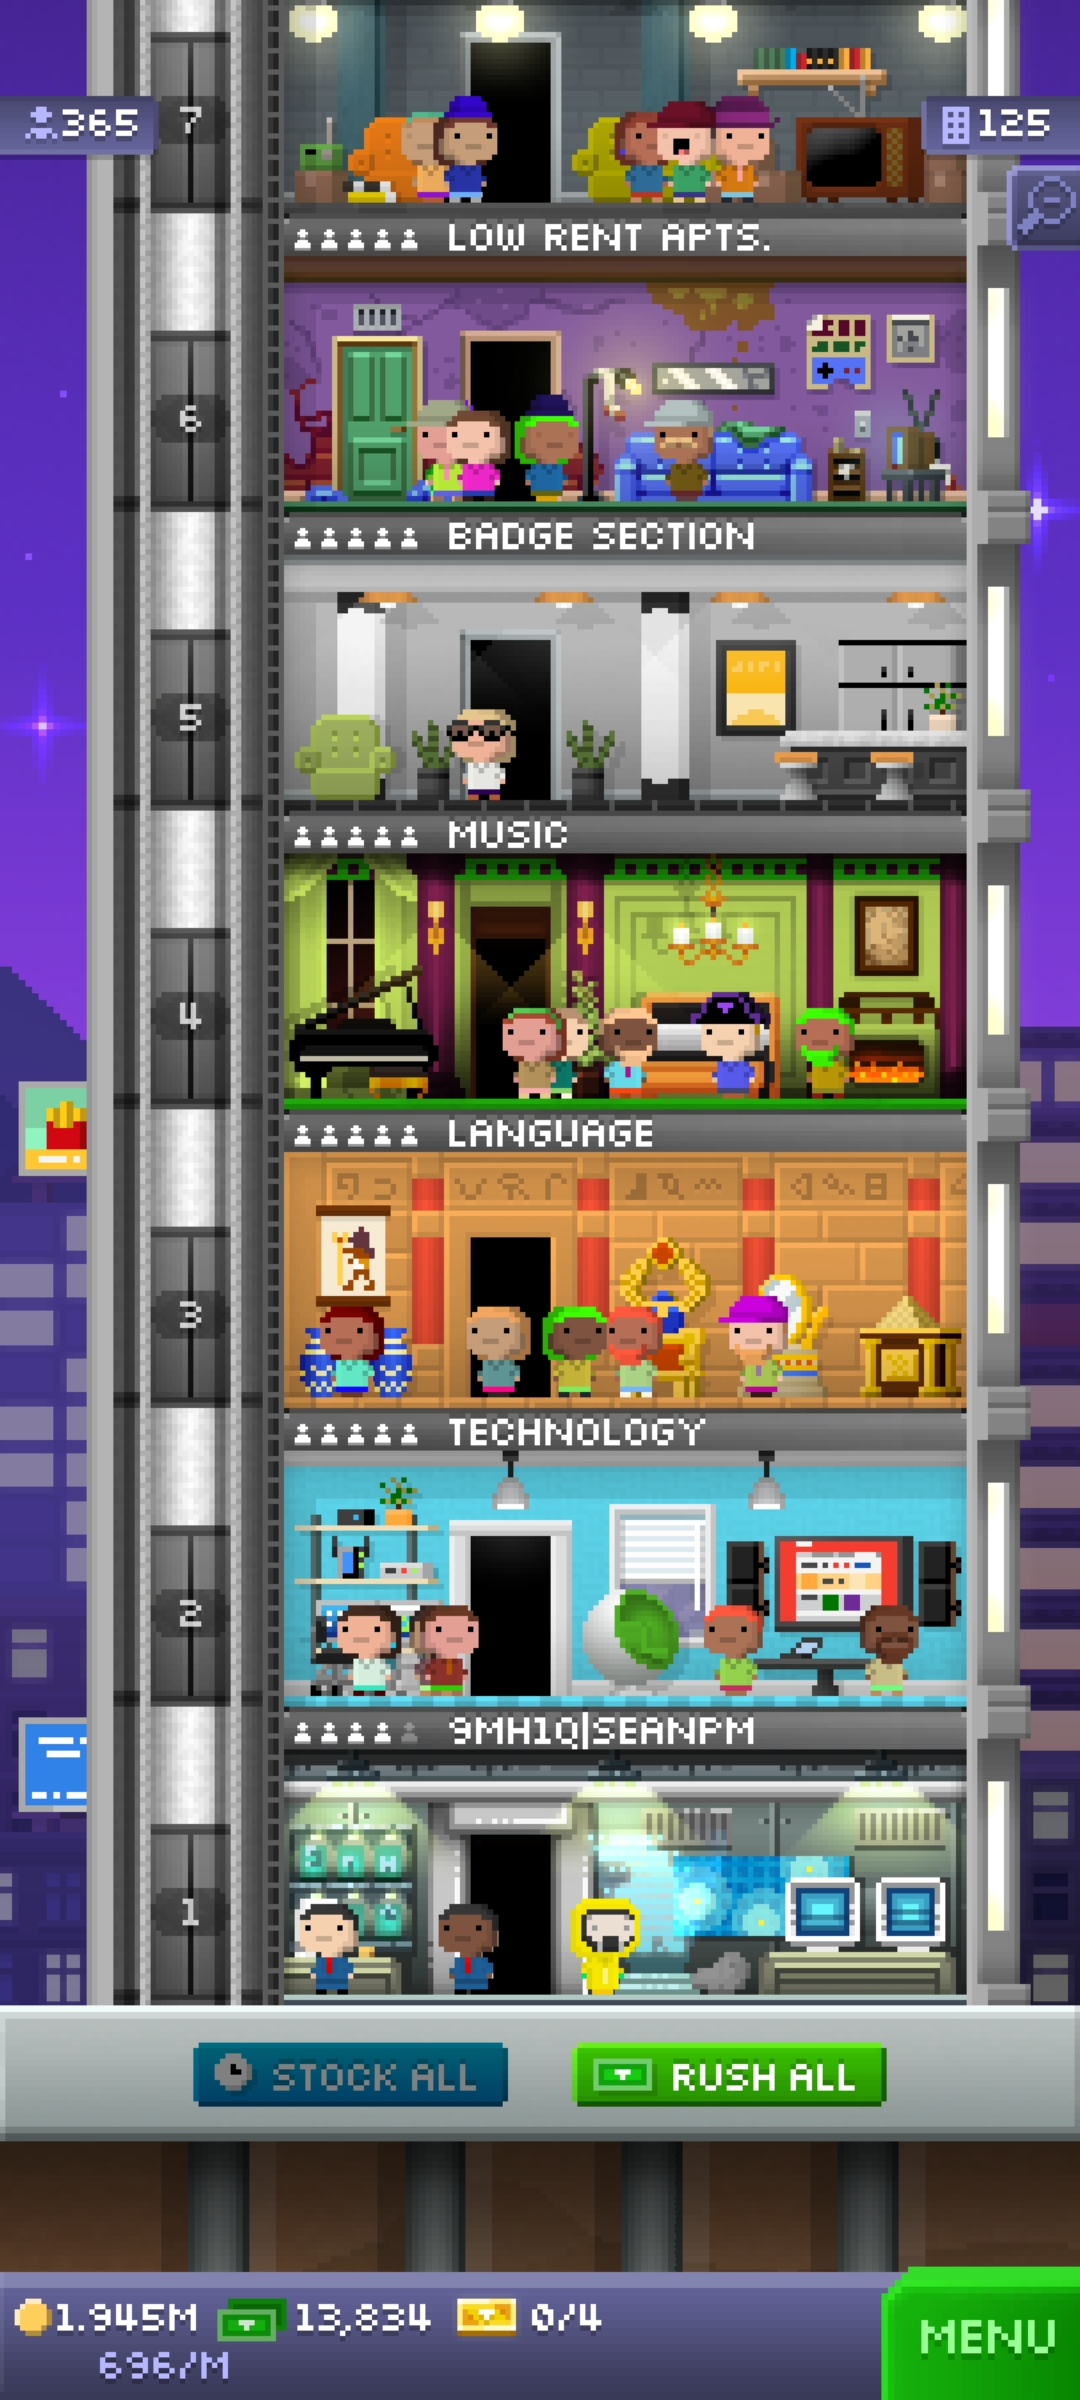 365
7
125
LOW RENT APTS.
6
BADGE SECTION
5
MUSIC
4
LANGUAGE
3
TECHNOLOGY
2
9MH1Q|SEANPM
1
STOCK ALL
RUSH ALL
1.945M
13,834
0/4
696/M
MENU